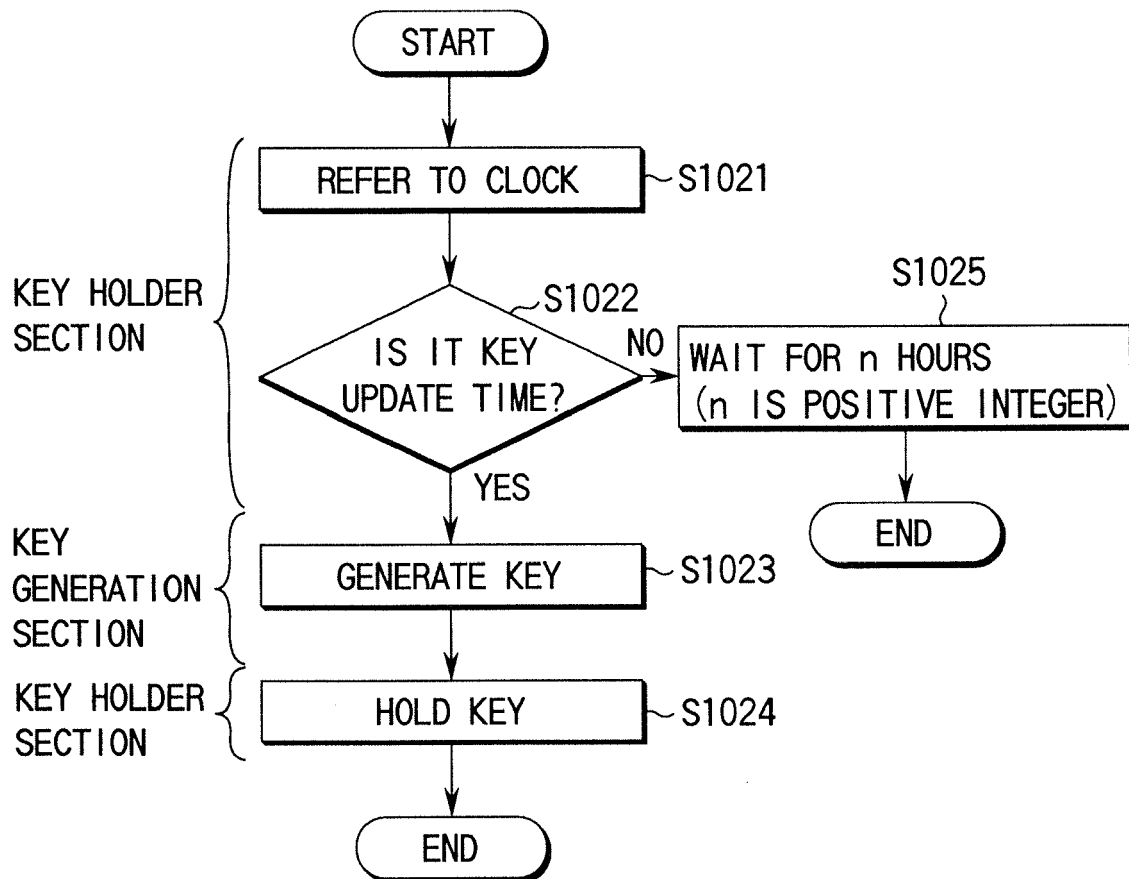 START
REFER TO CLOCK
S1021
KEY HOLDER
SECTION
S1022
IS IT KEY
UPDATE TIME?
NO
S1025
WAIT FOR n HOURS
(n IS POSITIVE INTEGER)
END
YES
KEY
GENERATION
SECTION
GENERATE KEY
S1023
KEY HOLDER
SECTION
HOLD KEY
S1024
END